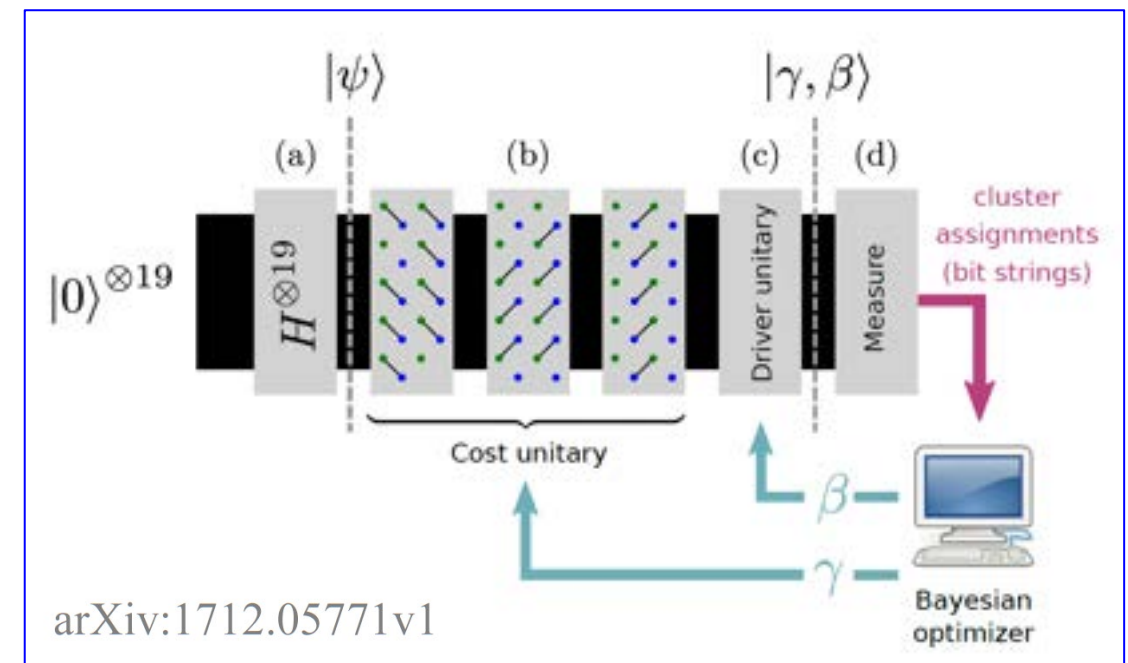 |ψ⟩
|γ, β⟩
(a)
(b)
(c)
(d)
|0⟩⊗19
H⊗19
Driver unitary
Measure
cluster
assignments
(bit strings)
Cost unitary
β
γ
Bayesian
optimizer
arXiv:1712.05771v1